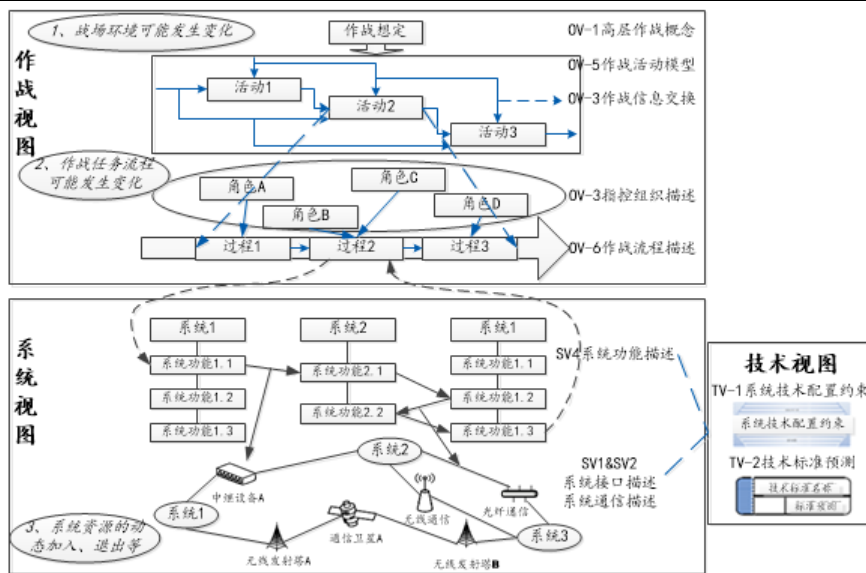 1、战场环境可能发生变化
作战想定
OV-1高层作战概念
作战视图
OV-5作战活动模型
活动1
活动2
活动3
OV-3作战信息交换
2、作战任务流程
可能发生变化
角色A
角色B
角色C
角色D
OV-3指控组织描述
过程1
过程2
过程3
OV-6作战流程描述
系统视图
系统1
系统2
系统1
系统功能1.1
系统功能1.2
系统功能1.3
系统功能2.1
系统功能2.2
系统功能1.1
系统功能1.2
系统功能1.3
SV4系统功能描述
SV1&SV2
系统接口描述
系统通信描述
系统2
中继设备A
无线通信
光纤通信
系统1
系统3
通信卫星A
无线发射塔A
无线发射塔B
3、系统资源的动
态加入、退出等
技术视图
TV-1系统技术配置约束
系统技术配置约束
TV-2技术标准预测
技术标准名称
标准预测